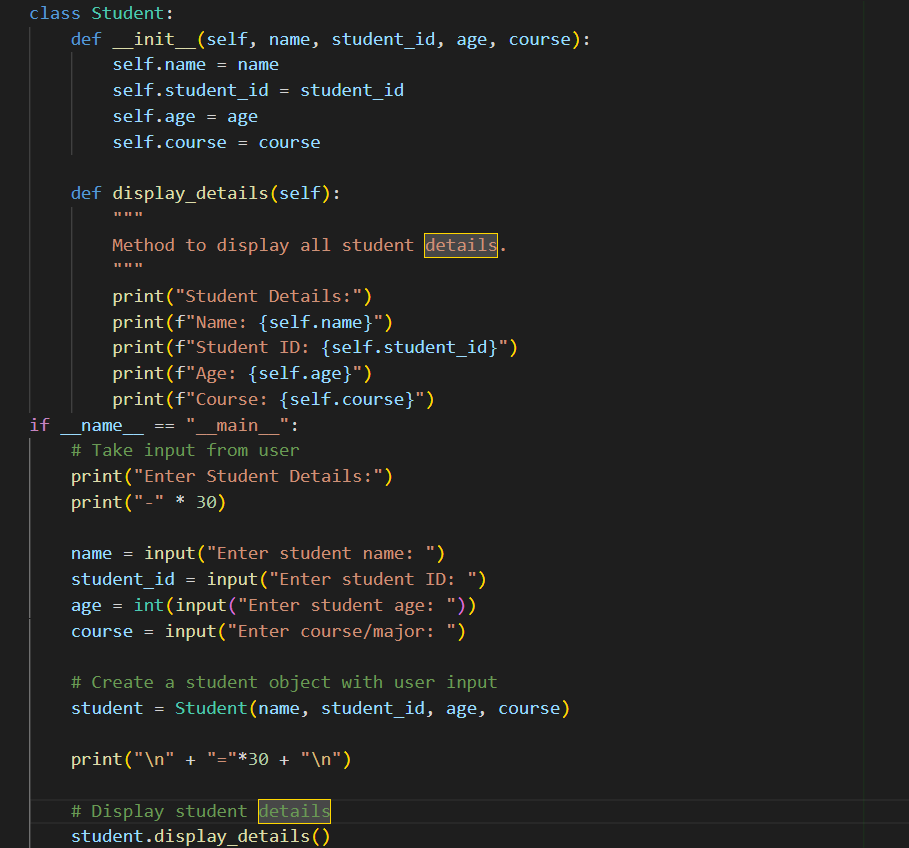 class Student:
    def __init__(self, name, student_id, age, course):
        self.name = name
        self.student_id = student_id
        self.age = age
        self.course = course

    def display_details(self):
        """
        Method to display all student details.
        """
        print("Student Details:")
        print(f"Name: {self.name}")
        print(f"Student ID: {self.student_id}")
        print(f"Age: {self.age}")
        print(f"Course: {self.course}")
if __name__ == "__main__":
    # Take input from user
    print("Enter Student Details:")
    print("-" * 30)

    name = input("Enter student name: ")
    student_id = input("Enter student ID: ")
    age = int(input("Enter student age: "))
    course = input("Enter course/major: ")

    # Create a student object with user input
    student = Student(name, student_id, age, course)

    print("\n" + "="*30 + "\n")

    # Display student details
    student.display_details()